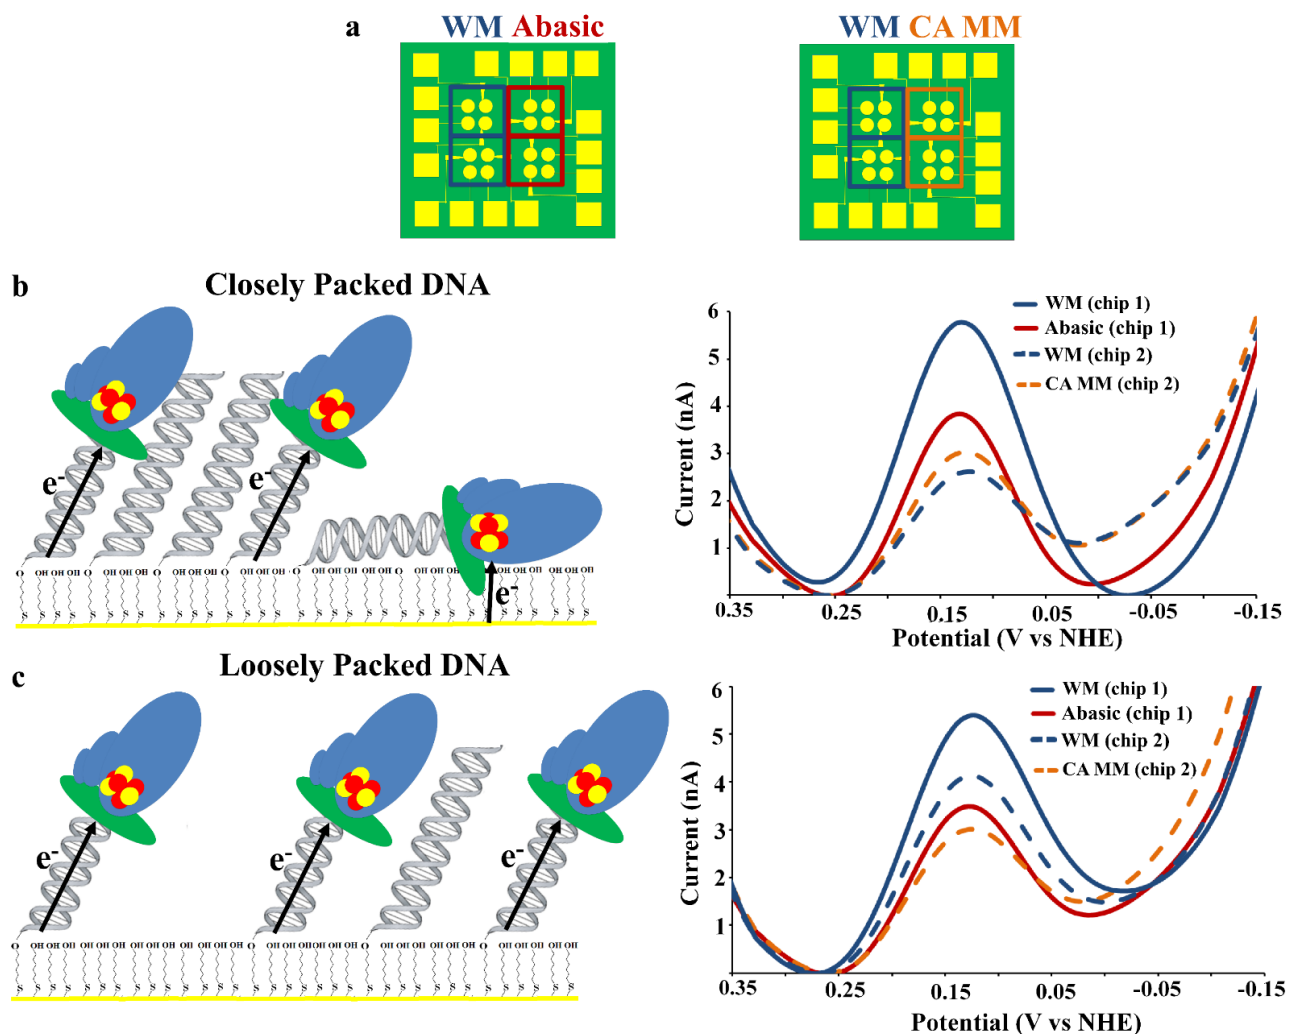 a
WM Abasic
WM CA MM
b
Closely Packed DNA
e-
e-
e-
WM (chip 1)
Abasic (chip 1)
WM (chip 2)
CA MM (chip 2)
Current (nA)
6
5
4
3
2
1
0.35 0.25 0.15 0.05 -0.05 -0.15
Potential (V vs NHE)
c
Loosely Packed DNA
e-
e-
e-
WM (chip 1)
Abasic (chip 1)
WM (chip 2)
CA MM (chip 2)
Current (nA)
6
5
4
3
2
1
0.35 0.25 0.15 0.05 -0.05 -0.15
Potential (V vs NHE)